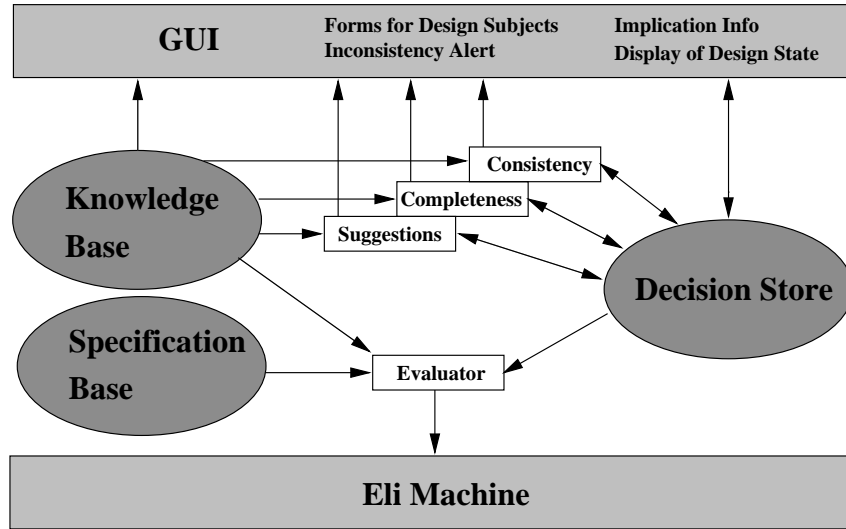 GUI
Forms for Design Subjects
Inconsistency Alert
Implication Info
Display of Design State
Consistency
Completeness
Suggestions
Knowledge
Base
Decision Store
Specification
Base
Evaluator
Eli Machine